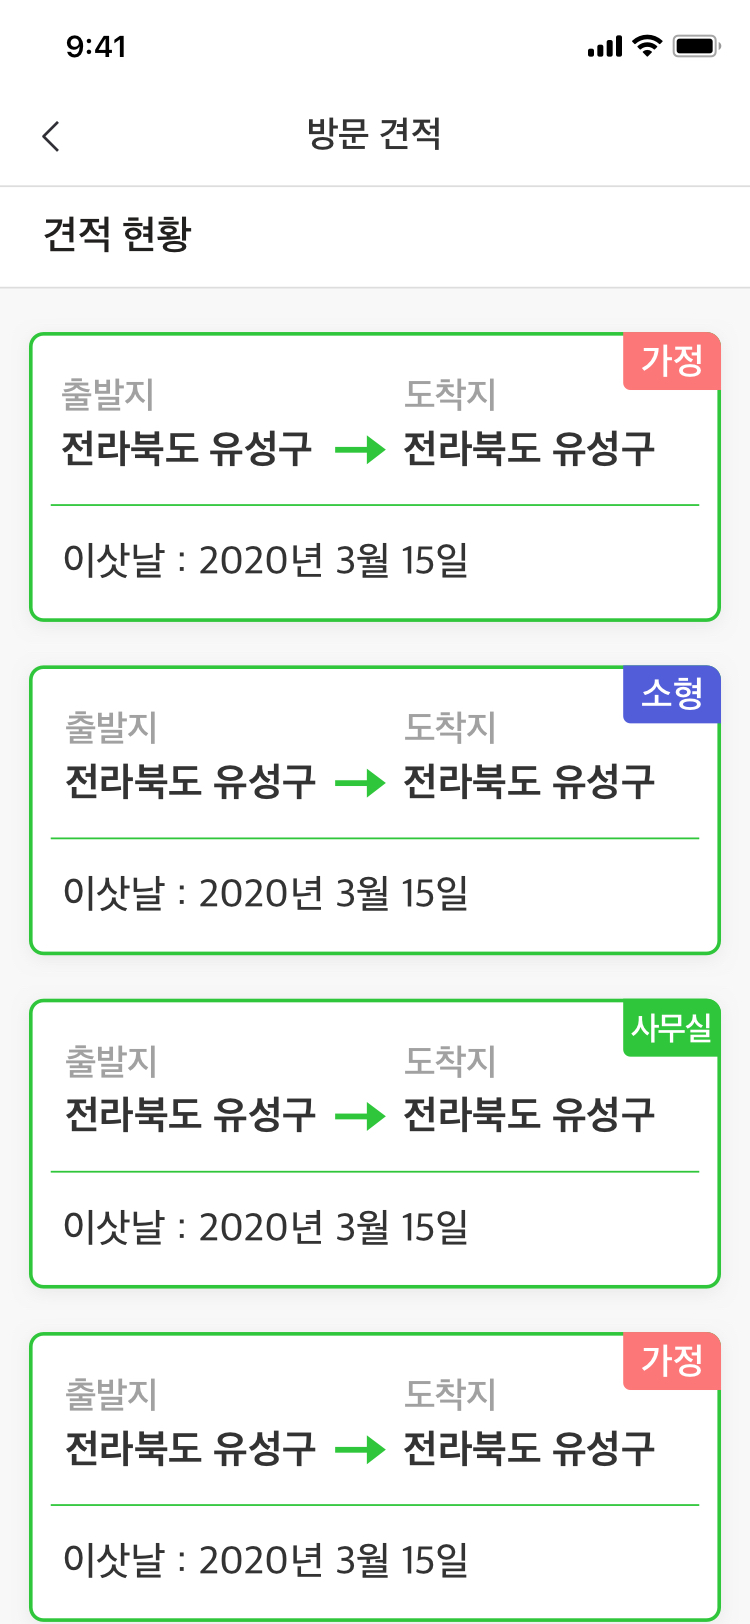 9:41
방문 견적
견적 현황
가정
출발지 도착지
전라북도 유성구 전라북도 유성구
이삿날 : 2020년 3월 15일
소형
출발지 도착지
전라북도 유성구 전라북도 유성구
이삿날 : 2020년 3월 15일
사무실
출발지 도착지
전라북도 유성구 전라북도 유성구
이삿날 : 2020년 3월 15일
가정
출발지 도착지
전라북도 유성구 전라북도 유성구
이삿날 : 2020년 3월 15일